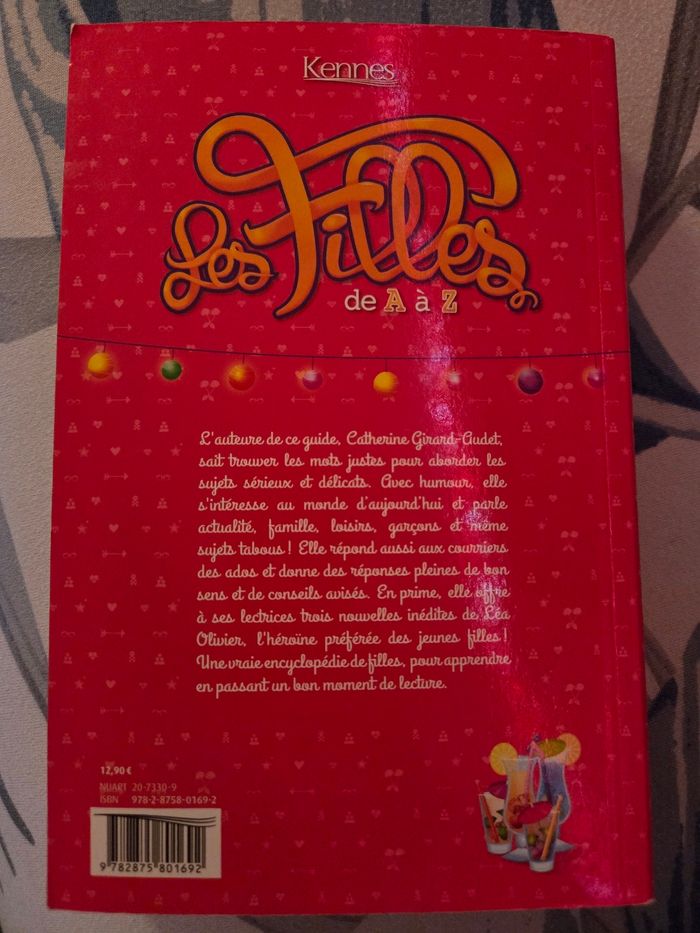 Kennes
Les Filles
de A à Z
L'auteure de ce guide, Catherine Girard-Audet,
sait trouver les mots justes pour aborder les
sujets sérieux et délicats. Avec humour, elle
s'intéresse au monde d'aujourd'hui et parle
actualité, famille, loisirs, garçons et même
sujets tabous ! Elle répond aussi aux courriers
des ados et donne des réponses pleines de bon
sens et de conseils avisés. En prime, elle offre
à ses lectrices trois nouvelles inédites de Léa
Olivier, l'héroïne préférée des jeunes filles !
Une vraie encyclopédie de filles, pour apprendre
en passant un bon moment de lecture.
12,90 €
NUART 20-7330-9
ISBN 978-2-8758-0169-2
9 782875 801692